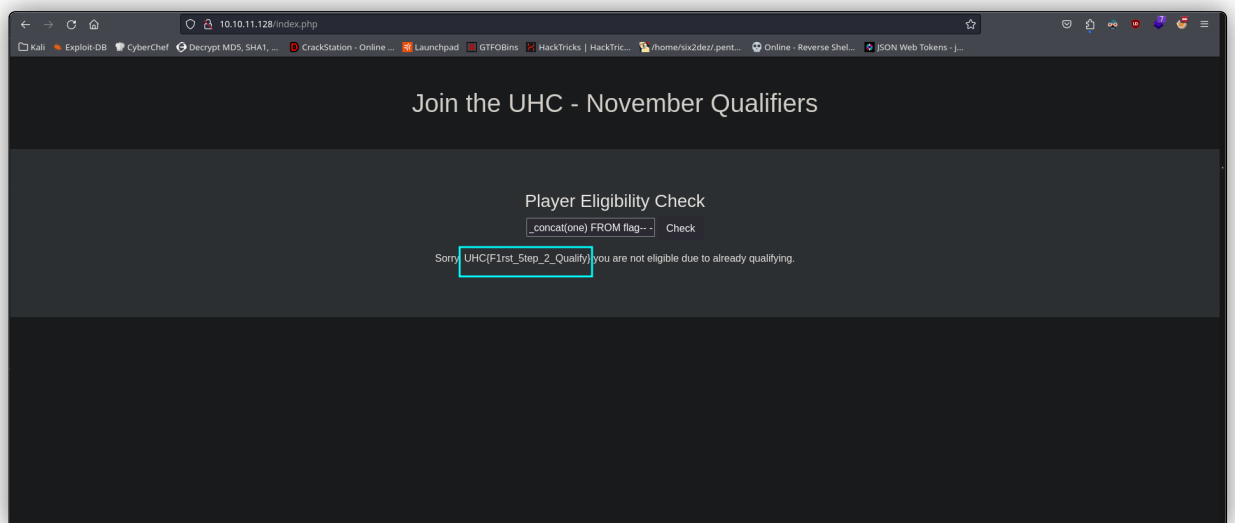 10.10.11.128/index.php
Kali Exploit-DB CyberChef Decrypt MD5, SHA1, ... CrackStation - Online ... Launchpad GTFOBins HackTricks | HackTric... /home/six2dez/.pent... Online - Reverse Shel... JSON Web Tokens - j...
Join the UHC - November Qualifiers
Player Eligibility Check
_concat(one) FROM flag-- - Check
Sorry, UHC{F1rst_5tep_2_Qualify} you are not eligible due to already qualifying.